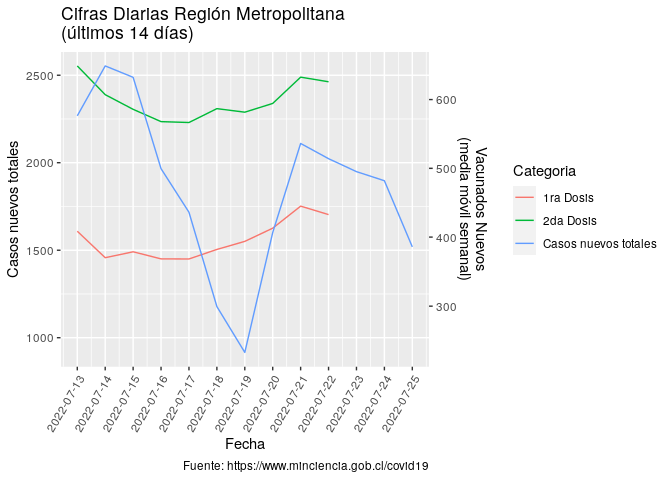 Cifras Diarias Región Metropolitana
(últimos 14 días)
Casos nuevos totales
2500
2000
1500
1000
600
500
400
300
Vacunados Nuevos
(media móvil semanal)
2022-07-13
2022-07-14
2022-07-15
2022-07-16
2022-07-17
2022-07-18
2022-07-19
2022-07-20
2022-07-21
2022-07-22
2022-07-23
2022-07-24
2022-07-25
Fecha
Categoria
1ra Dosis
2da Dosis
Casos nuevos totales
Fuente: https://www.minciencia.gob.cl/covid19